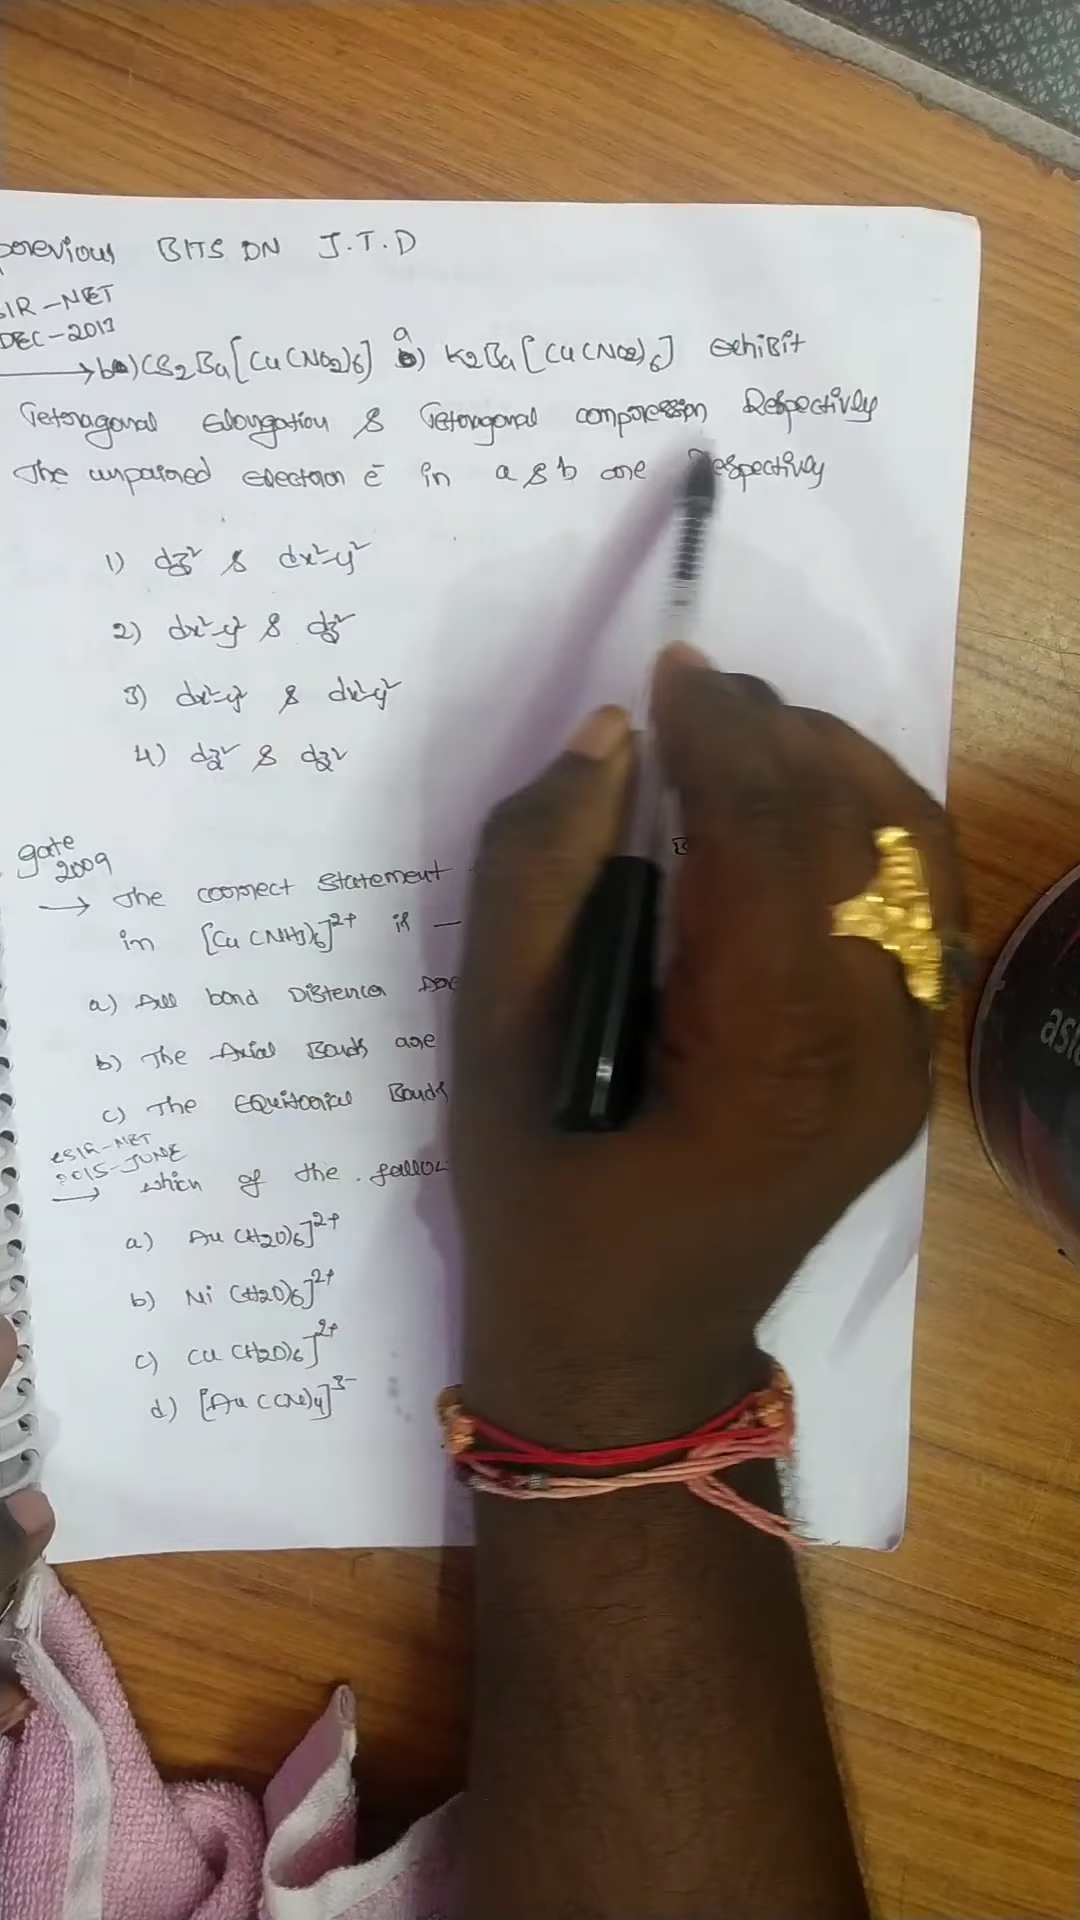 previous BITS ON J.T.D
SIR-NET
DEC-2017
→ b) Cs2Ba[Cu(NO2)6] a) K2Ba[Cu(NO2)6] Exhibit
Tetragonal Elongation & Tetragonal compression Respectively
The unpaired electron e⁻ in a & b are Respectively
1) dz² & dx²-y²
2) dx²-y² & dz²
3) dx²-y² & dx²-y²
4) dz² & dz²
gate
2009
→ The correct statement
in [Cu(NH3)6]²⁺ is —
a) All bond Distences
b) The Axial Bonds are
c) The Equitorial Bonds
CSIR-NET
2015-JUNE
→ which of the follow
a) Au(H2O)6]²⁺
b) Ni(H2O)6]²⁺
c) Cu(H2O)6]²⁺
d) [Au(CN)4]³⁻
asi